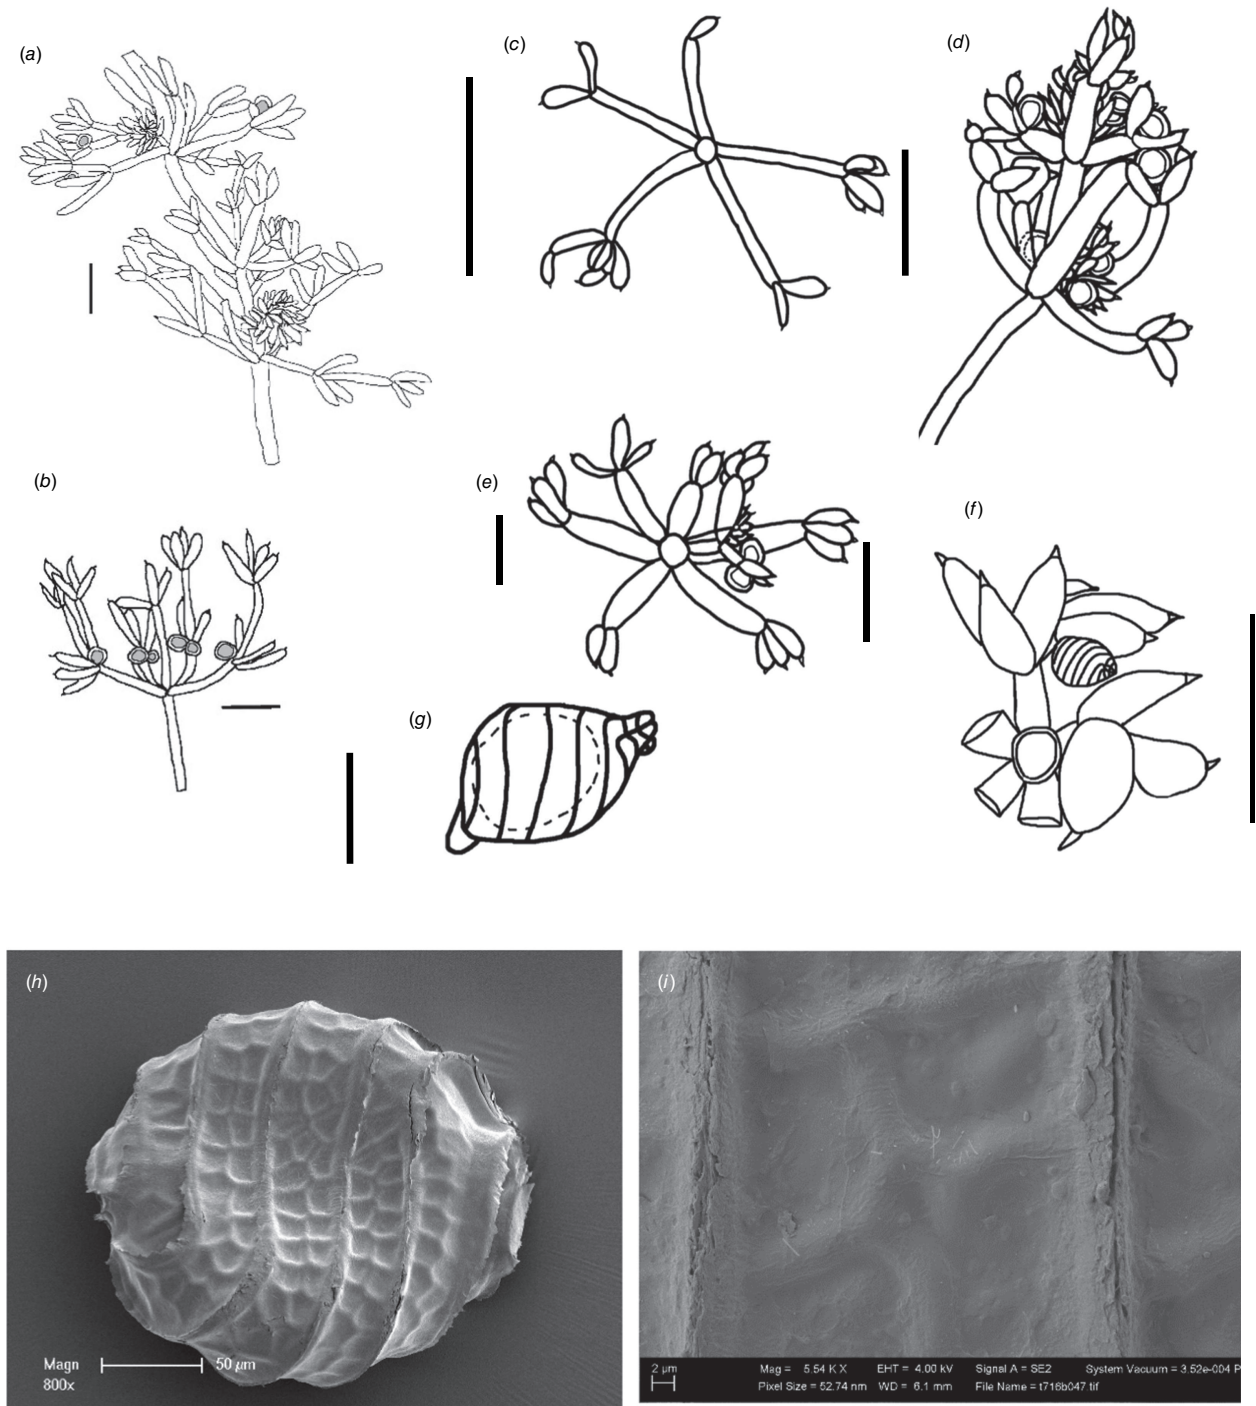 (a)
(c)
(d)
(b)
(e)
(f)
(g)
(h)
Magn
800x
50 µm
(i)
2 µm
Mag = 5.54 K X EHT = 4.00 kV Signal A = SE2 System Vacuum = 3.52e-004 P
Pixel Size = 52.74 nm WD = 6.1 mm File Name = t716b047.tif